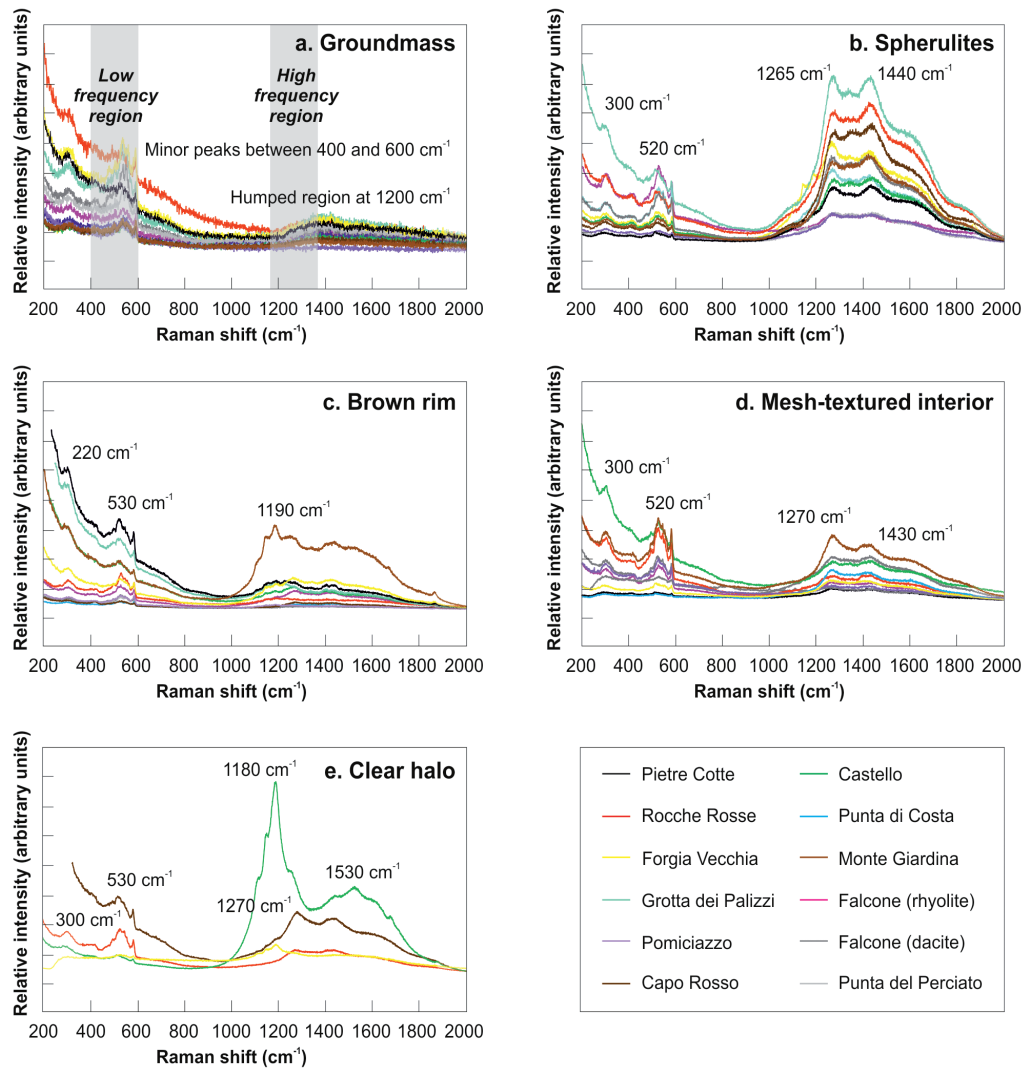 a. Groundmass
Low
frequency
region
High
frequency
region
Minor peaks between 400 and 600 cm⁻¹
Humped region at 1200 cm⁻¹
Relative intensity (arbitrary units)
200 400 600 800 1000 1200 1400 1600 1800 2000
Raman shift (cm⁻¹)
b. Spherulites
1265 cm⁻¹
1440 cm⁻¹
300 cm⁻¹
520 cm⁻¹
Relative intensity (arbitrary units)
200 400 600 800 1000 1200 1400 1600 1800 2000
Raman shift (cm⁻¹)
c. Brown rim
220 cm⁻¹
530 cm⁻¹
1190 cm⁻¹
Relative intensity (arbitrary units)
200 400 600 800 1000 1200 1400 1600 1800 2000
Raman shift (cm⁻¹)
d. Mesh-textured interior
300 cm⁻¹
520 cm⁻¹
1270 cm⁻¹
1430 cm⁻¹
Relative intensity (arbitrary units)
200 400 600 800 1000 1200 1400 1600 1800 2000
Raman shift (cm⁻¹)
e. Clear halo
1180 cm⁻¹
530 cm⁻¹
1530 cm⁻¹
300 cm⁻¹
1270 cm⁻¹
Relative intensity (arbitrary units)
200 400 600 800 1000 1200 1400 1600 1800 2000
Raman shift (cm⁻¹)
Pietre Cotte
Rocche Rosse
Forgia Vecchia
Grotta dei Palizzi
Pomiciazzo
Capo Rosso
Castello
Punta di Costa
Monte Giardina
Falcone (rhyolite)
Falcone (dacite)
Punta del Perciato